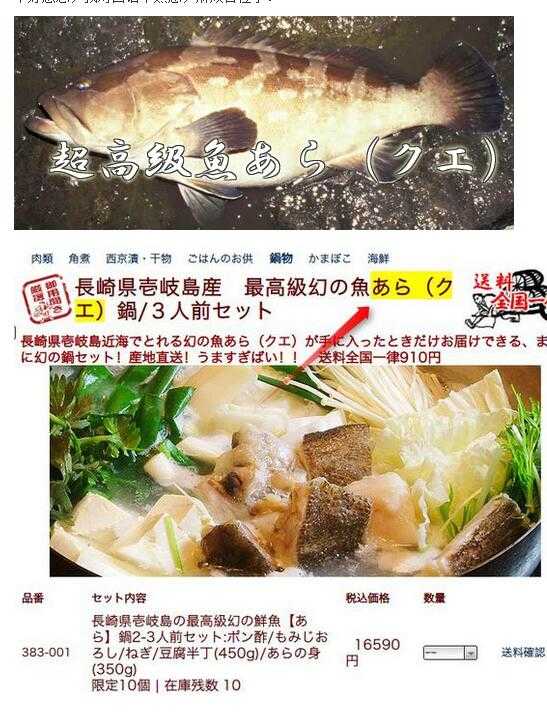 超高級魚あら（クエ）
肉類 角煮 西京漬・干物 ごはんのお供 鍋物 かまぼこ 海鮮
長崎県壱岐島産 最高級幻の魚あら（ク
エ）鍋/３人前セット
送料
全国一
長崎県壱岐島近海でとれる幻の魚あら（クエ）が手に入ったときだけお届けできる、ま
に幻の鍋セット！産地直送！うますぎばい！！ 送料全国一律910円
品番 セット内容 税込価格 数量
長崎県壱岐島の最高級幻の鮮魚【あ
ら】鍋2-3人前セット:ポン酢/もみじお
ろし/ねぎ/豆腐半丁(450g)/あらの身
(350g)
限定10個 | 在庫残数 10
383-001
16590
円
送料確認